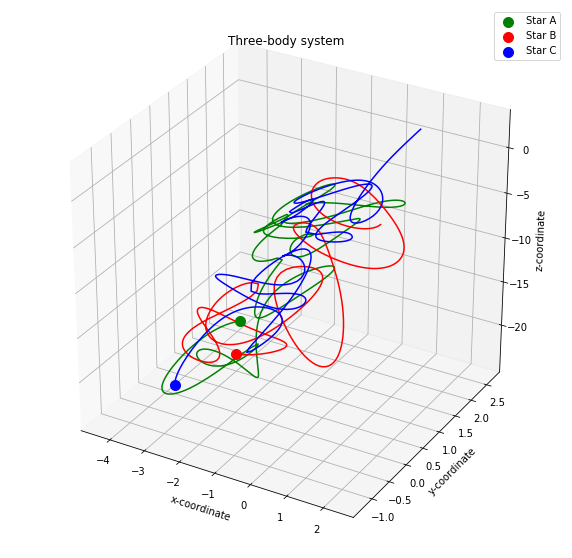 Star A
Star B
Star C
Three-body system
0
−5
−10
−15
−20
z-coordinate
2.5
2.0
1.5
1.0
0.5
0.0
−0.5
−1.0
y-coordinate
−4
−3
−2
−1
0
1
2
x-coordinate